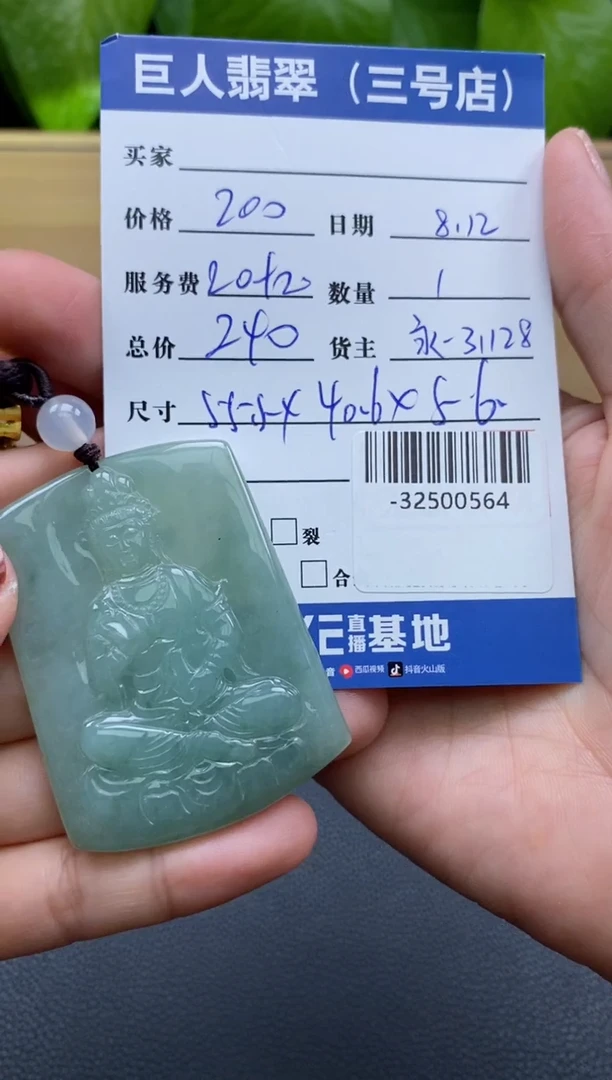 巨人翡翠（三号店）
买家
价格 200 日期 8.12
服务费 20+20 数量 1
总价 240 货主 永-31128
尺寸 55.5×40.6×5.6
-32500564
裂
合
直播基地
音 西瓜视频 抖音火山版